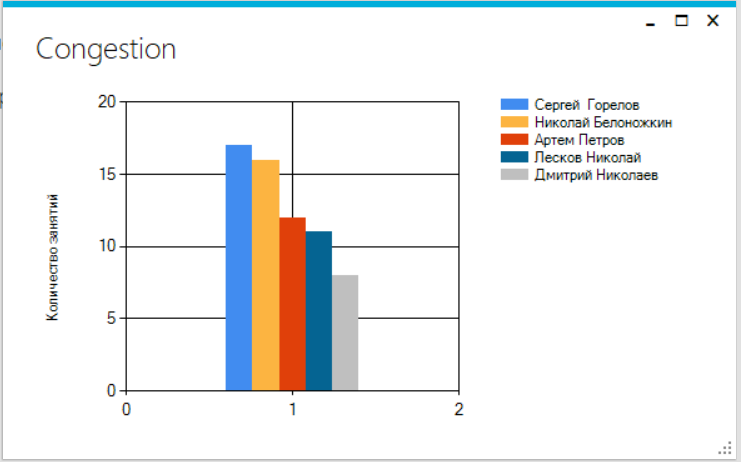 Congestion
Сергей Горелов
Николай Белоножкин
Артем Петров
Лесков Николай
Дмитрий Николаев
Количество занятий
20
15
10
5
0
0 1 2